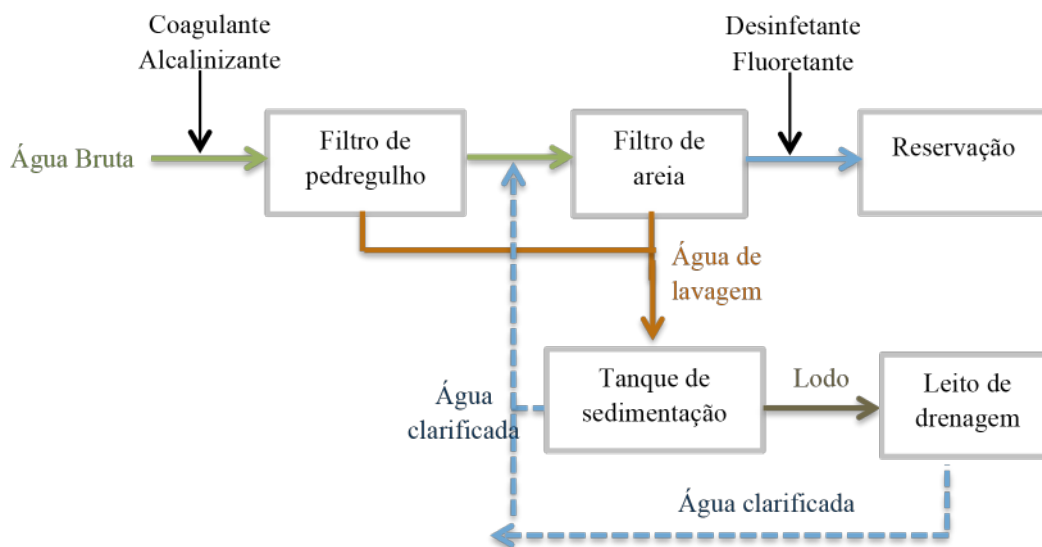 Coagulante
Alcalinizante
Desinfetante
Fluoretante
Água Bruta
Filtro de
pedregulho
Filtro de
areia
Reservação
Água de
lavagem
Água
clarificada
Tanque de
sedimentação
Lodo
Leito de
drenagem
Água clarificada